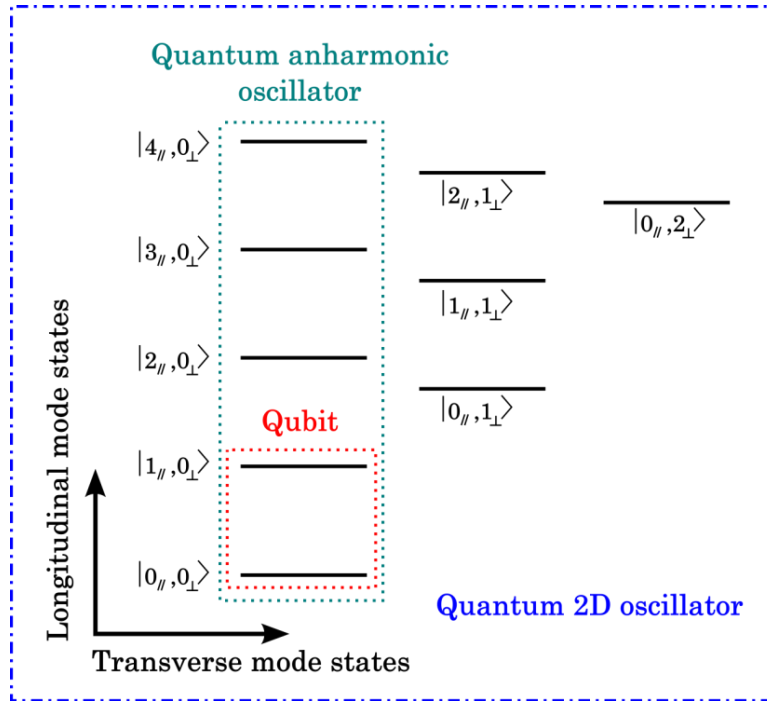 Quantum anharmonic
oscillator
|4∥,0⊥⟩
|2∥,1⊥⟩
|0∥,2⊥⟩
|3∥,0⊥⟩
|1∥,1⊥⟩
|2∥,0⊥⟩
|0∥,1⊥⟩
Qubit
|1∥,0⊥⟩
|0∥,0⊥⟩
Longitudinal mode states
Quantum 2D oscillator
Transverse mode states